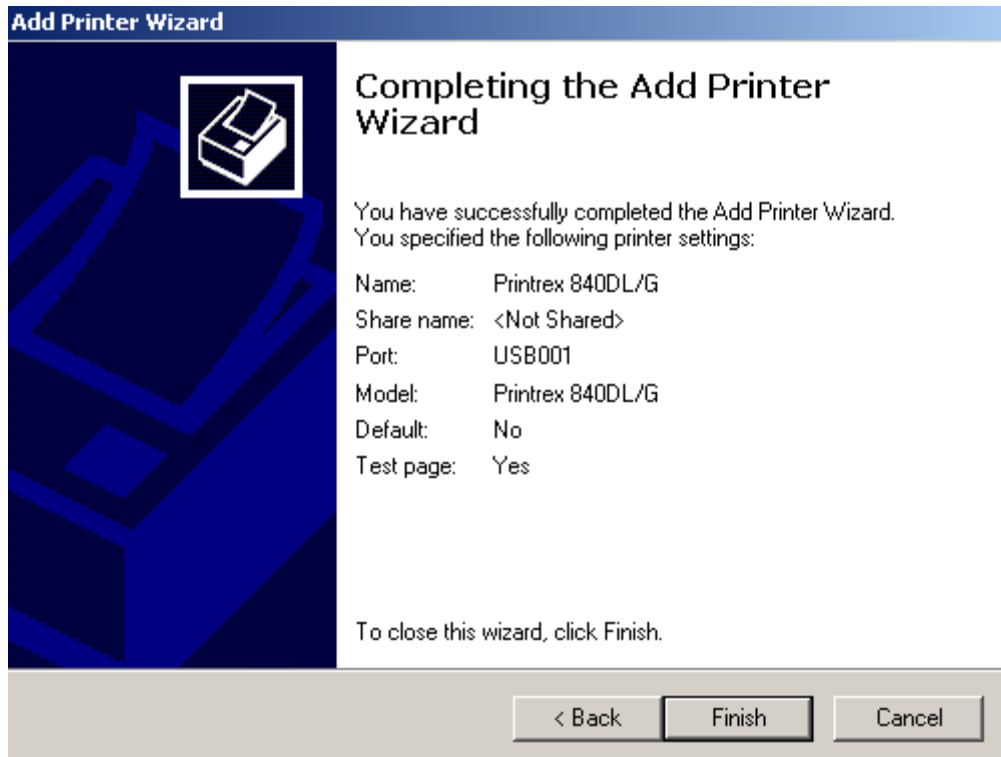 Add Printer Wizard
Completing the Add Printer
Wizard
You have successfully completed the Add Printer Wizard.
You specified the following printer settings:
Name: Printrex 840DL/G
Share name: <Not Shared>
Port: USB001
Model: Printrex 840DL/G
Default: No
Test page: Yes
To close this wizard, click Finish.
< Back Finish Cancel